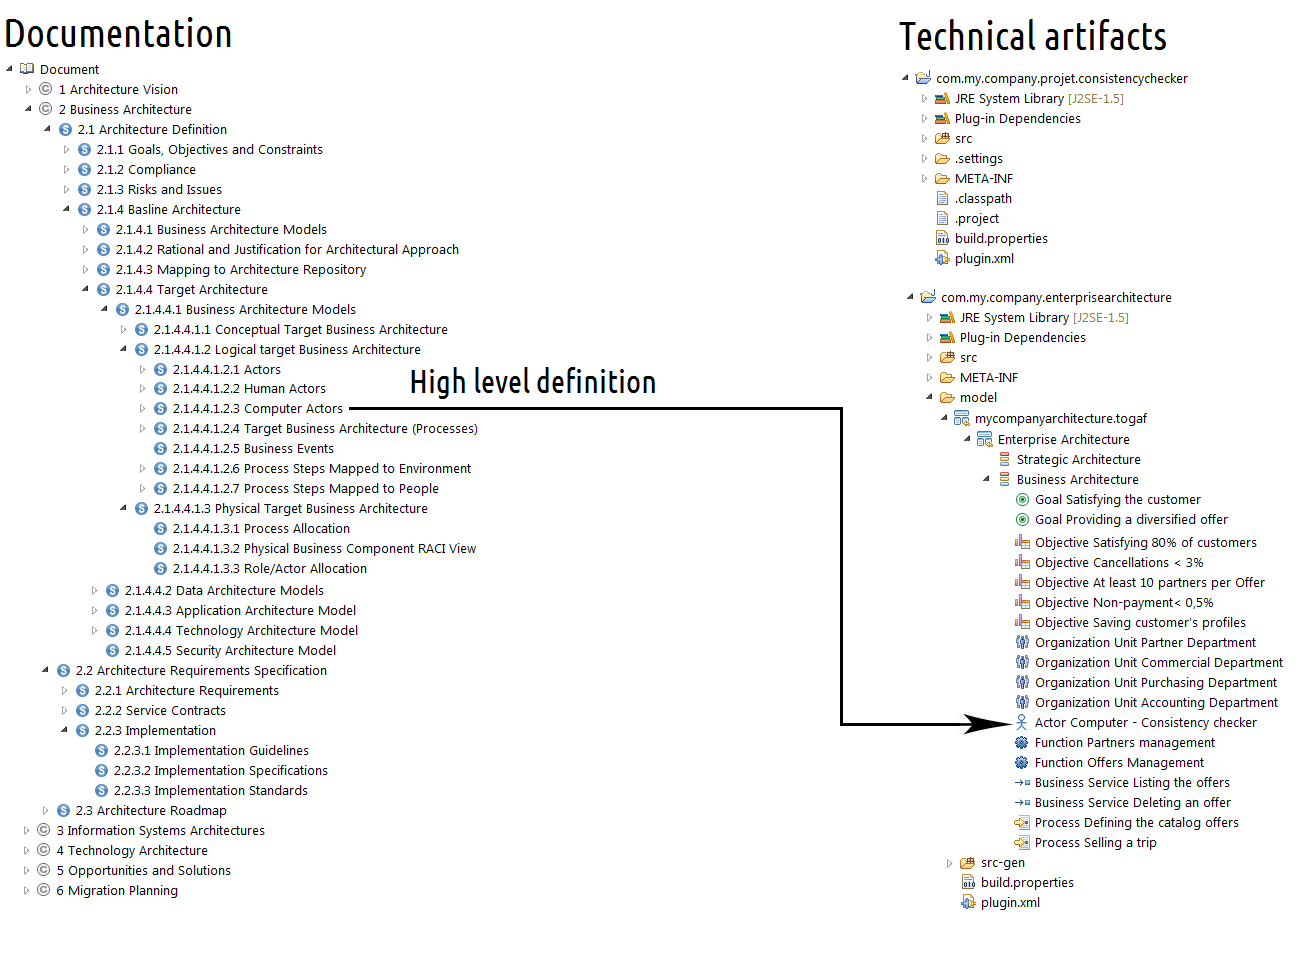 Documentation
Document
1 Architecture Vision
2 Business Architecture
2.1 Architecture Definition
2.1.1 Goals, Objectives and Constraints
2.1.2 Compliance
2.1.3 Risks and Issues
2.1.4 Basline Architecture
2.1.4.1 Business Architecture Models
2.1.4.2 Rational and Justification for Architectural Approach
2.1.4.3 Mapping to Architecture Repository
2.1.4.4 Target Architecture
2.1.4.4.1 Business Architecture Models
2.1.4.4.1.1 Conceptual Target Business Architecture
2.1.4.4.1.2 Logical target Business Architecture
2.1.4.4.1.2.1 Actors
2.1.4.4.1.2.2 Human Actors
2.1.4.4.1.2.3 Computer Actors
2.1.4.4.1.2.4 Target Business Architecture (Processes)
2.1.4.4.1.2.5 Business Events
2.1.4.4.1.2.6 Process Steps Mapped to Environment
2.1.4.4.1.2.7 Process Steps Mapped to People
2.1.4.4.1.3 Physical Target Business Architecture
2.1.4.4.1.3.1 Process Allocation
2.1.4.4.1.3.2 Physical Business Component RACI View
2.1.4.4.1.3.3 Role/Actor Allocation
2.1.4.4.2 Data Architecture Models
2.1.4.4.3 Application Architecture Model
2.1.4.4.4 Technology Architecture Model
2.1.4.4.5 Security Architecture Model
2.2 Architecture Requirements Specification
2.2.1 Architecture Requirements
2.2.2 Service Contracts
2.2.3 Implementation
2.2.3.1 Implementation Guidelines
2.2.3.2 Implementation Specifications
2.2.3.3 Implementation Standards
2.3 Architecture Roadmap
3 Information Systems Architectures
4 Technology Architecture
5 Opportunities and Solutions
6 Migration Planning
High level definition
Technical artifacts
com.my.company.projet.consistencychecker
JRE System Library [J2SE-1.5]
Plug-in Dependencies
src
.settings
META-INF
.classpath
.project
build.properties
plugin.xml
com.my.company.enterprisearchitecture
JRE System Library [J2SE-1.5]
Plug-in Dependencies
src
META-INF
model
mycompanyarchitecture.togaf
Enterprise Architecture
Strategic Architecture
Business Architecture
Goal Satisfying the customer
Goal Providing a diversified offer
Objective Satisfying 80% of customers
Objective Cancellations < 3%
Objective At least 10 partners per Offer
Objective Non-payment< 0,5%
Objective Saving customer's profiles
Organization Unit Partner Department
Organization Unit Commercial Department
Organization Unit Purchasing Department
Organization Unit Accounting Department
Actor Computer - Consistency checker
Function Partners management
Function Offers Management
Business Service Listing the offers
Business Service Deleting an offer
Process Defining the catalog offers
Process Selling a trip
src-gen
build.properties
plugin.xml